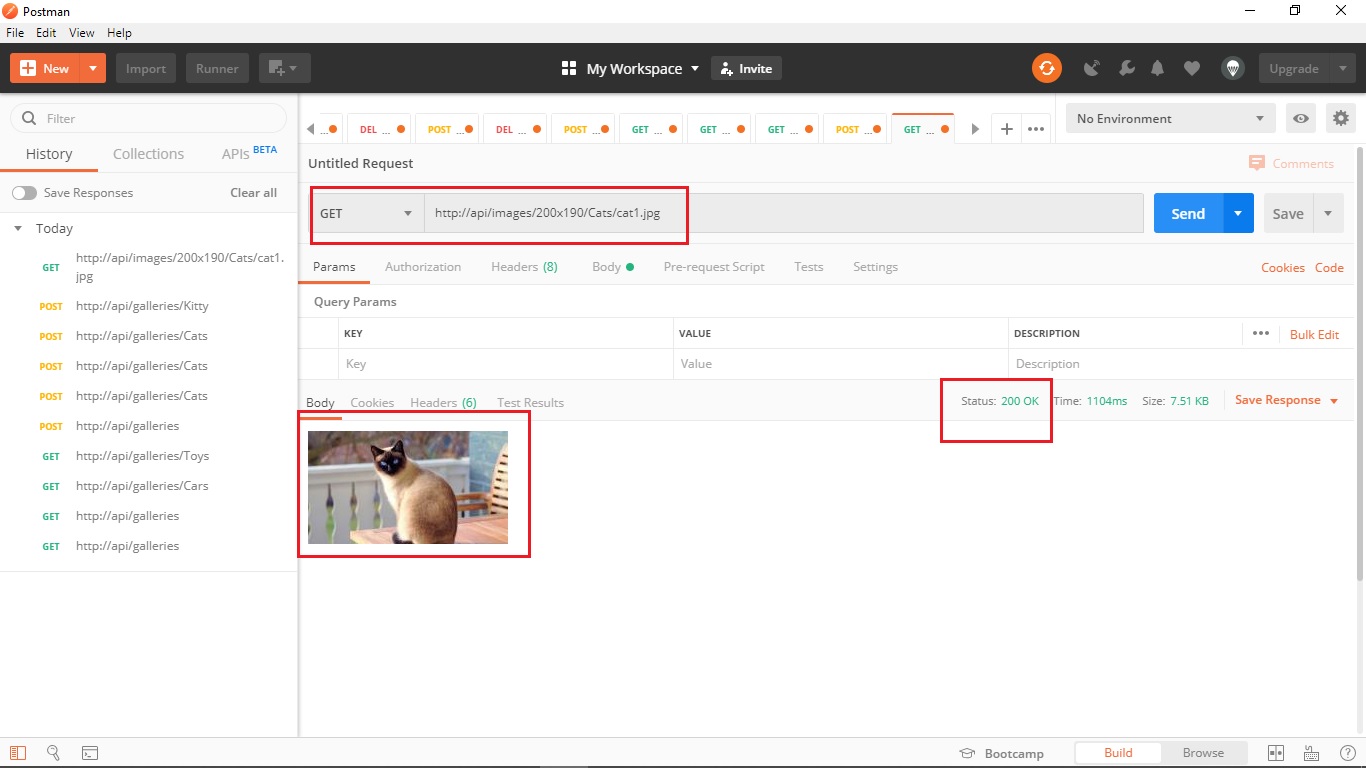 Postman
File Edit View Help
New Import Runner My Workspace Invite Upgrade
Filter
History Collections APIs BETA
Save Responses Clear all
Today
GET http://api/images/200x190/Cats/cat1.
jpg
POST http://api/galleries/Kitty
POST http://api/galleries/Cats
POST http://api/galleries/Cats
POST http://api/galleries/Cats
POST http://api/galleries
GET http://api/galleries/Toys
GET http://api/galleries/Cars
GET http://api/galleries
GET http://api/galleries
... DEL ... POST ... DEL ... POST ... GET ... GET ... GET ... POST ... GET ... No Environment
Untitled Request Comments
GET http://api/images/200x190/Cats/cat1.jpg Send Save
Params Authorization Headers (8) Body Pre-request Script Tests Settings Cookies Code
Query Params
KEY VALUE DESCRIPTION ••• Bulk Edit
Key Value Description
Body Cookies Headers (6) Test Results Status: 200 OK Time: 1104ms Size: 7.51 KB Save Response
Bootcamp Build Browse ?